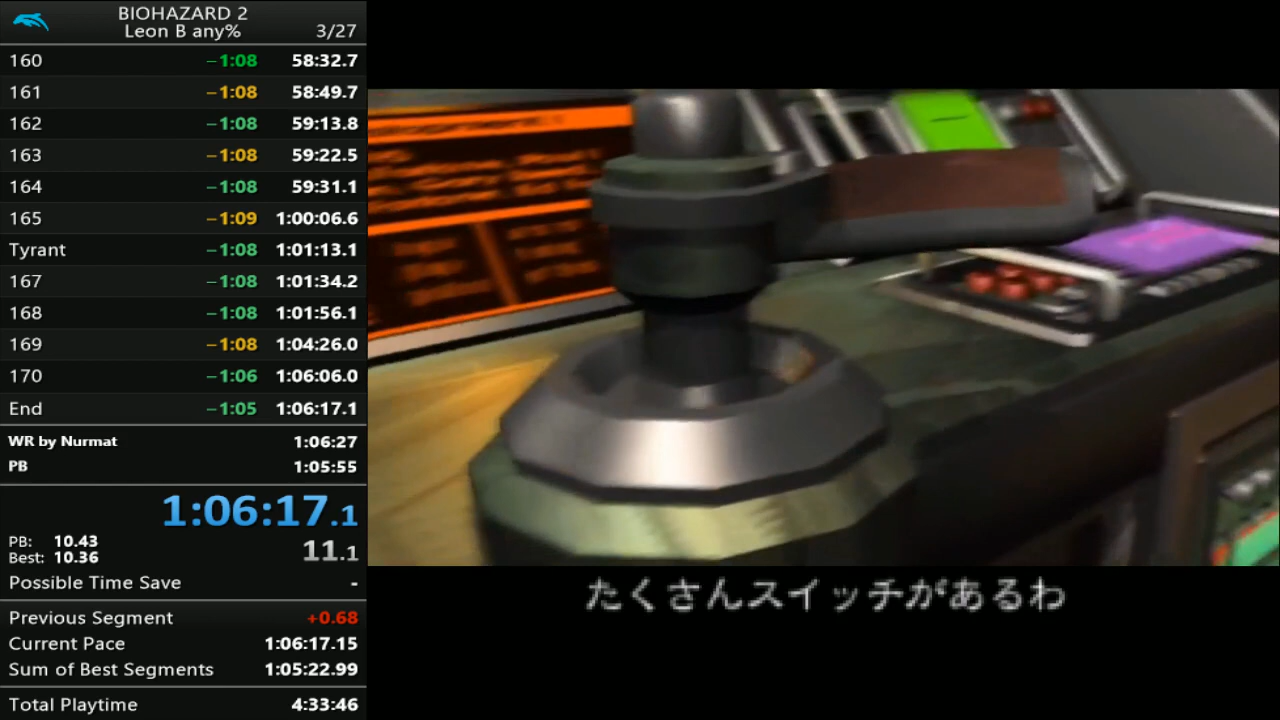 BIOHAZARD 2
Leon B any%
3/27
160 −1:08 58:32.7
161 −1:08 58:49.7
162 −1:08 59:13.8
163 −1:08 59:22.5
164 −1:08 59:31.1
165 −1:09 1:00:06.6
Tyrant −1:08 1:01:13.1
167 −1:08 1:01:34.2
168 −1:08 1:01:56.1
169 −1:08 1:04:26.0
170 −1:06 1:06:06.0
End −1:05 1:06:17.1
WR by Nurmat 1:06:27
PB 1:05:55
1:06:17.1
PB: 10.43
Best: 10.36
11.1
Possible Time Save -
Previous Segment +0.68
Current Pace 1:06:17.15
Sum of Best Segments 1:05:22.99
Total Playtime 4:33:46
たくさんスイッチがあるわ